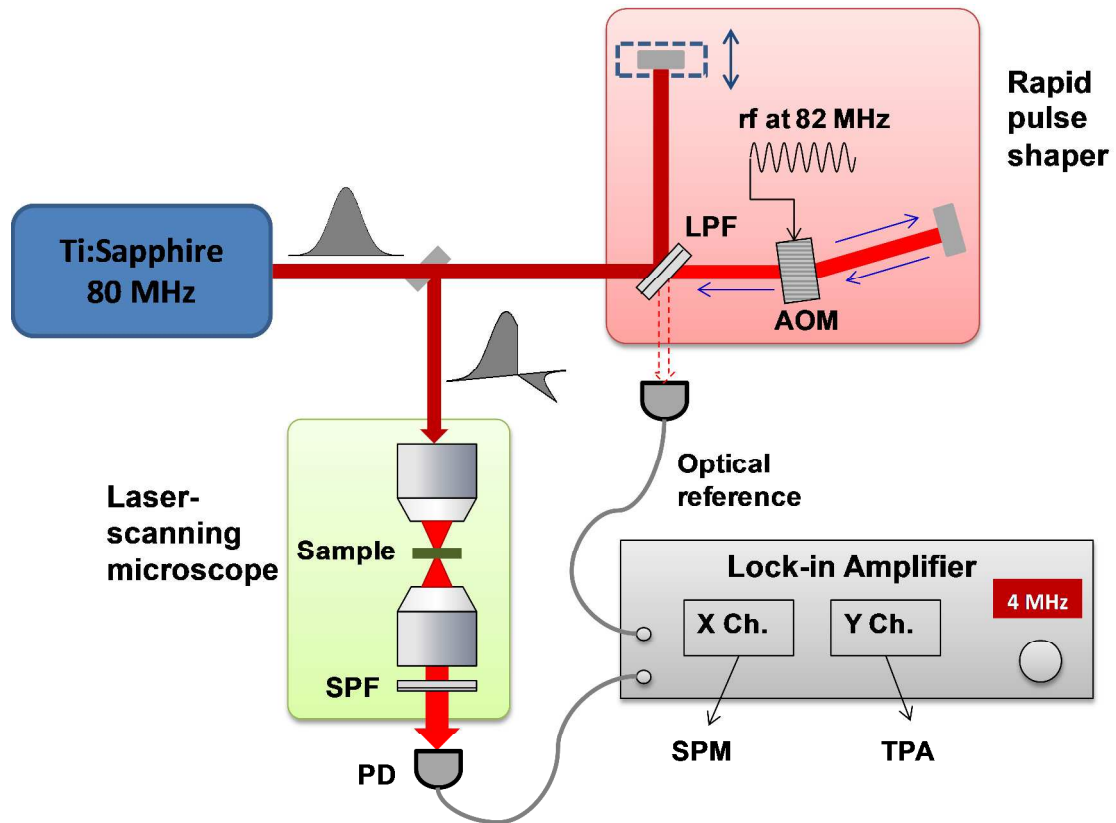 Rapid
pulse
shaper
rf at 82 MHz
LPF
AOM
Ti:Sapphire
80 MHz
Optical
reference
Laser-
scanning
microscope
Sample
SPF
PD
Lock-in Amplifier
4 MHz
X Ch.
Y Ch.
SPM
TPA